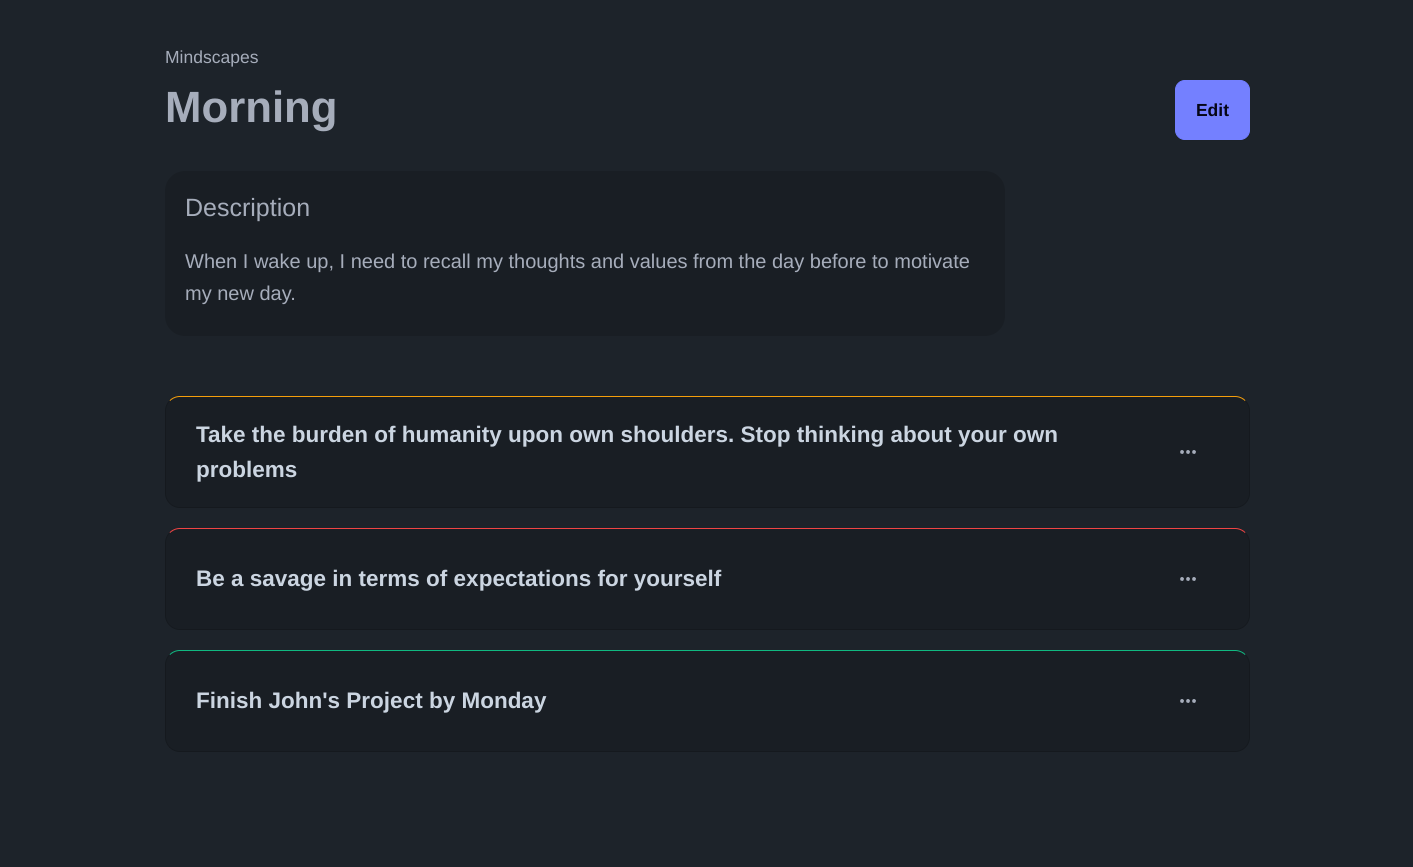 Mindscapes
Morning
Edit
Description
When I wake up, I need to recall my thoughts and values from the day before to motivate
my new day.
Take the burden of humanity upon own shoulders. Stop thinking about your own
problems
Be a savage in terms of expectations for yourself
Finish John's Project by Monday